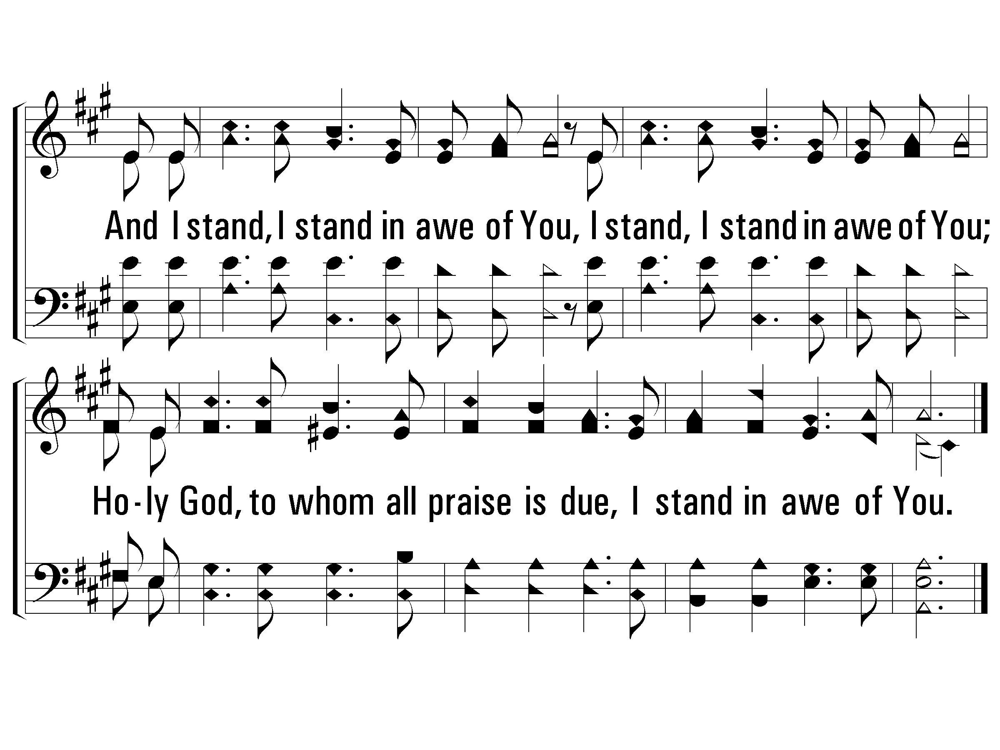 And I stand, I stand in awe of You, I stand, I stand in awe of You;
Ho-ly God, to whom all praise is due, I stand in awe of You.